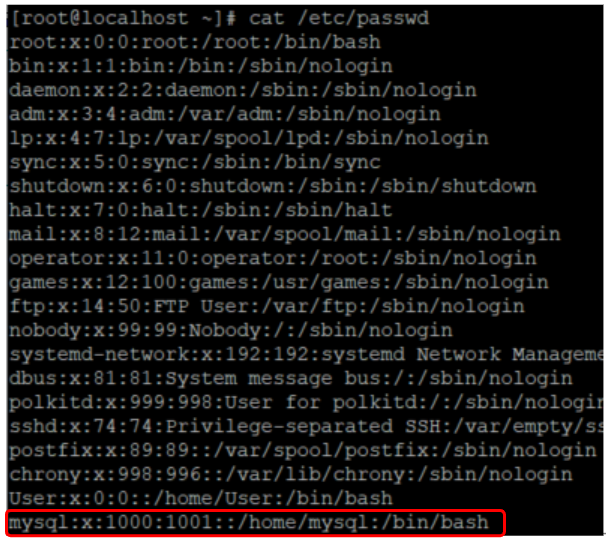 [root@localhost ~]# cat /etc/passwd
root:x:0:0:root:/root:/bin/bash
bin:x:1:1:bin:/bin:/sbin/nologin
daemon:x:2:2:daemon:/sbin:/sbin/nologin
adm:x:3:4:adm:/var/adm:/sbin/nologin
lp:x:4:7:lp:/var/spool/lpd:/sbin/nologin
sync:x:5:0:sync:/sbin:/bin/sync
shutdown:x:6:0:shutdown:/sbin:/sbin/shutdown
halt:x:7:0:halt:/sbin:/sbin/halt
mail:x:8:12:mail:/var/spool/mail:/sbin/nologin
operator:x:11:0:operator:/root:/sbin/nologin
games:x:12:100:games:/usr/games:/sbin/nologin
ftp:x:14:50:FTP User:/var/ftp:/sbin/nologin
nobody:x:99:99:Nobody:/:/sbin/nologin
systemd-network:x:192:192:systemd Network Manageme
dbus:x:81:81:System message bus:/:/sbin/nologin
polkitd:x:999:998:User for polkitd:/:/sbin/nologin
sshd:x:74:74:Privilege-separated SSH:/var/empty/ss
postfix:x:89:89::/var/spool/postfix:/sbin/nologin
chrony:x:998:996::/var/lib/chrony:/sbin/nologin
User:x:0:0::/home/User:/bin/bash
mysql:x:1000:1001::/home/mysql:/bin/bash